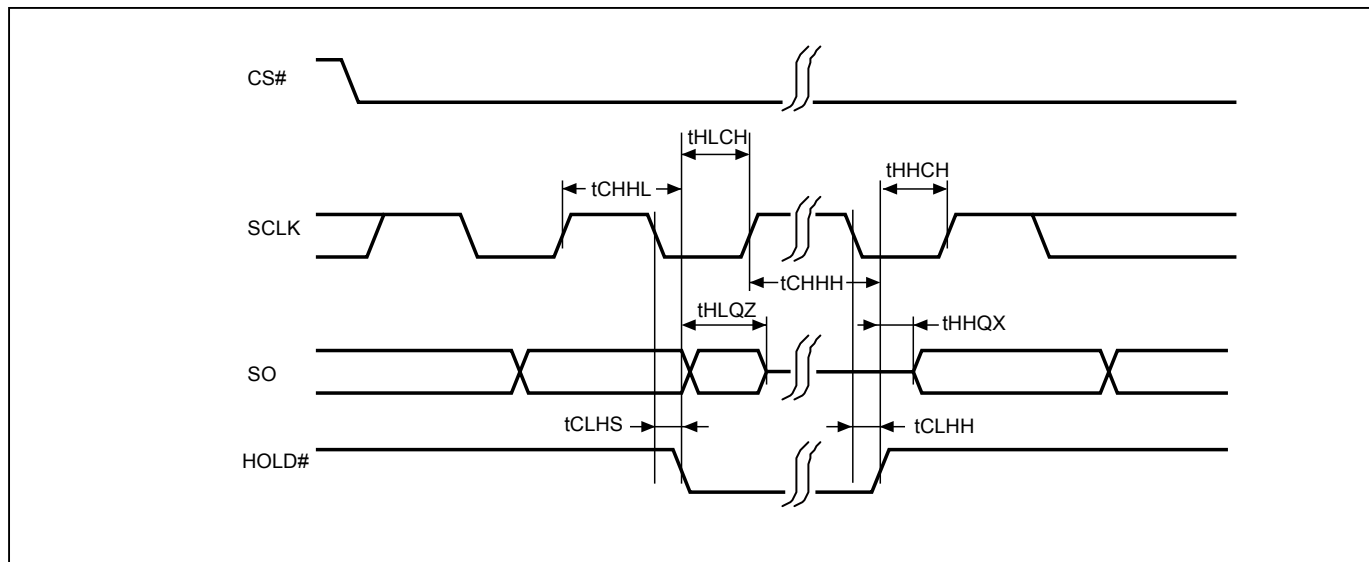 CS#
tHLCH
tHHCH
tCHHL
SCLK
tCHHH
tHLQZ
tHHQX
SO
tCLHS
tCLHH
HOLD#